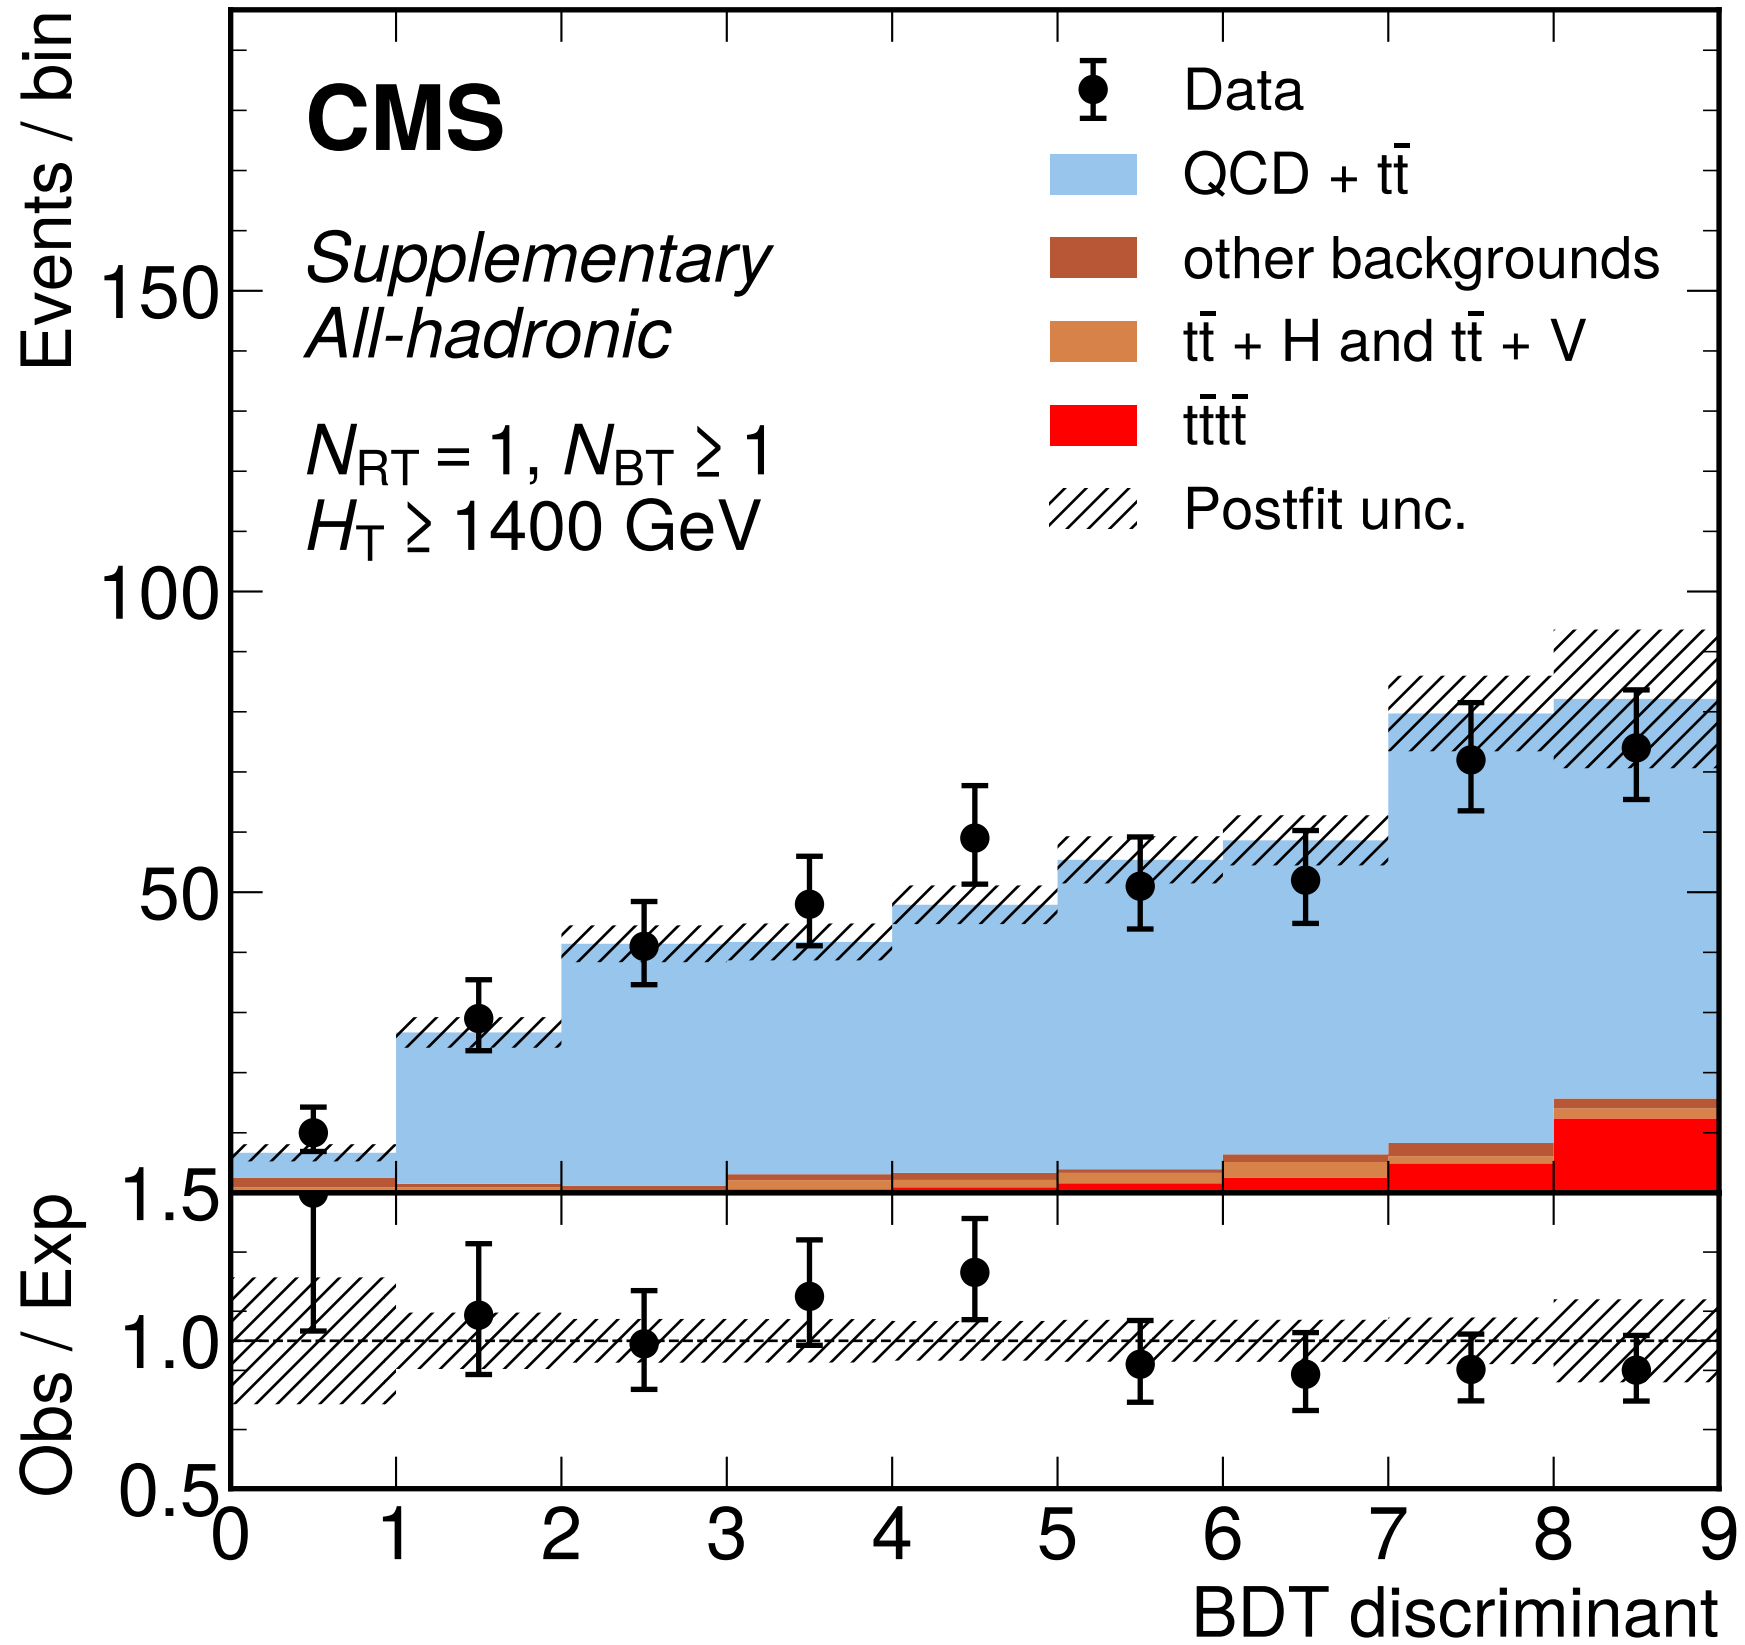 Events / bin
CMS
Supplementary
All-hadronic
N_RT = 1, N_BT ≥ 1
H_T ≥ 1400 GeV
Data
QCD + tt̄
other backgrounds
tt̄ + H and tt̄ + V
tt̄tt̄
Postfit unc.
150
100
50
Obs / Exp
1.5
1.0
0.5
0 1 2 3 4 5 6 7 8 9
BDT discriminant